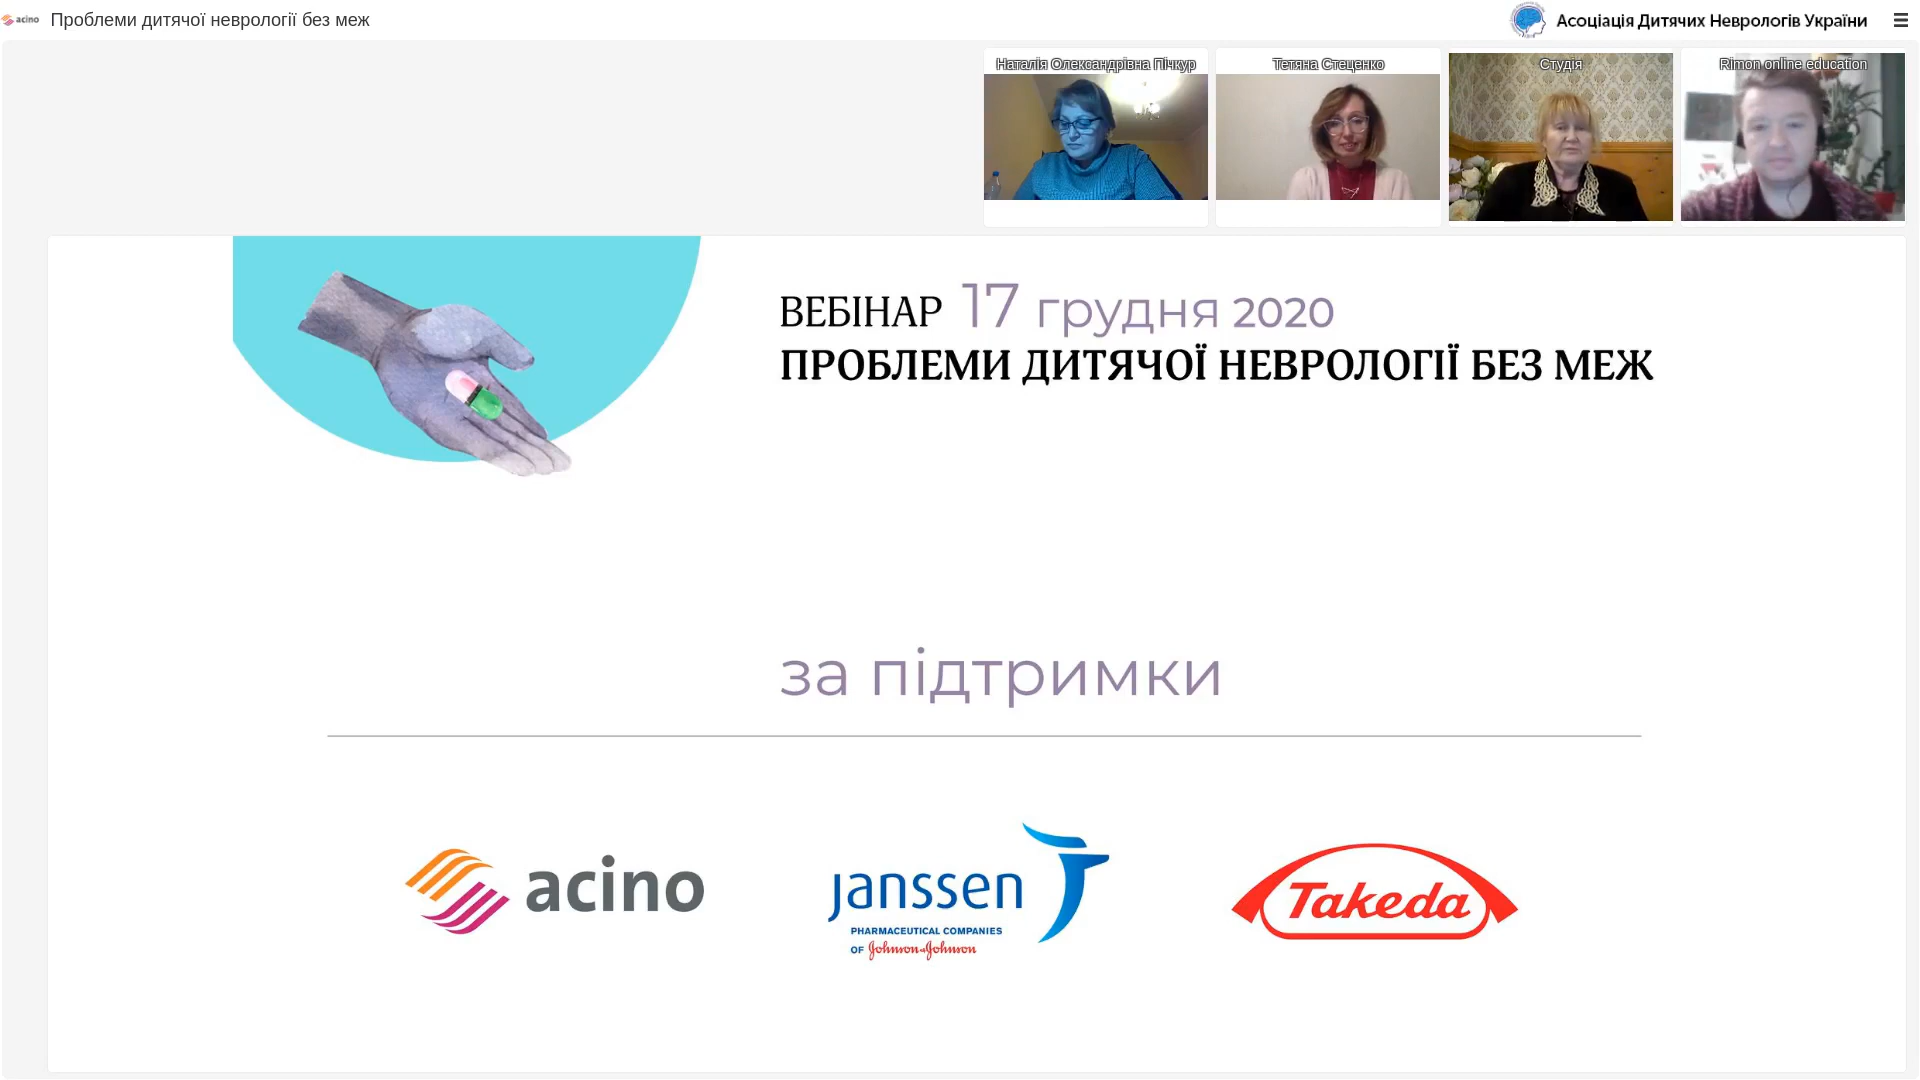 acino Проблеми дитячої неврології без меж
Асоціація Дитячих Неврологів України
Наталія Олександрівна Пічкур
Тетяна Стеценко
Студія
Rimon online education
ВЕБІНАР 17 грудня 2020
ПРОБЛЕМИ ДИТЯЧОЇ НЕВРОЛОГІЇ БЕЗ МЕЖ
за підтримки
acino
janssen
PHARMACEUTICAL COMPANIES
OF Johnson & Johnson
Takeda